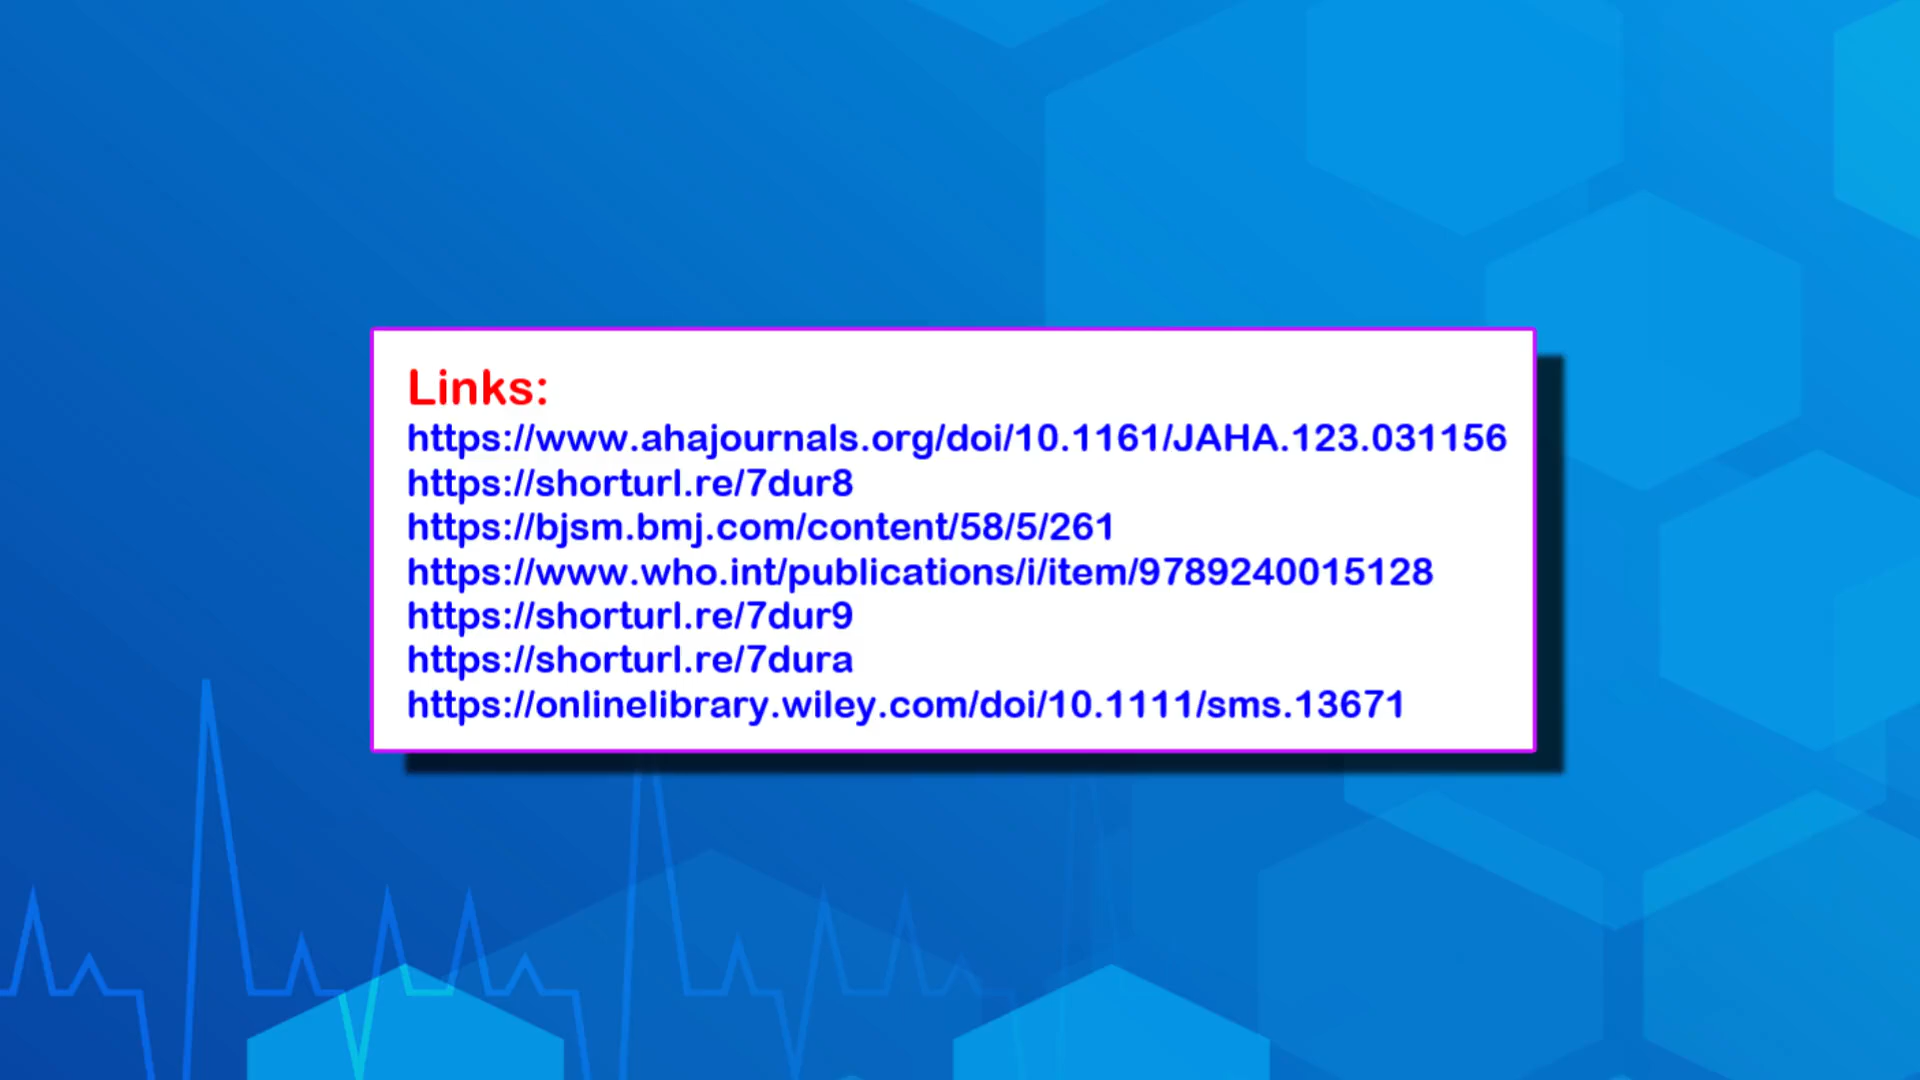 Links:
https://www.ahajournals.org/doi/10.1161/JAHA.123.031156
https://shorturl.re/7dur8
https://bjsm.bmj.com/content/58/5/261
https://www.who.int/publications/i/item/9789240015128
https://shorturl.re/7dur9
https://shorturl.re/7dura
https://onlinelibrary.wiley.com/doi/10.1111/sms.13671